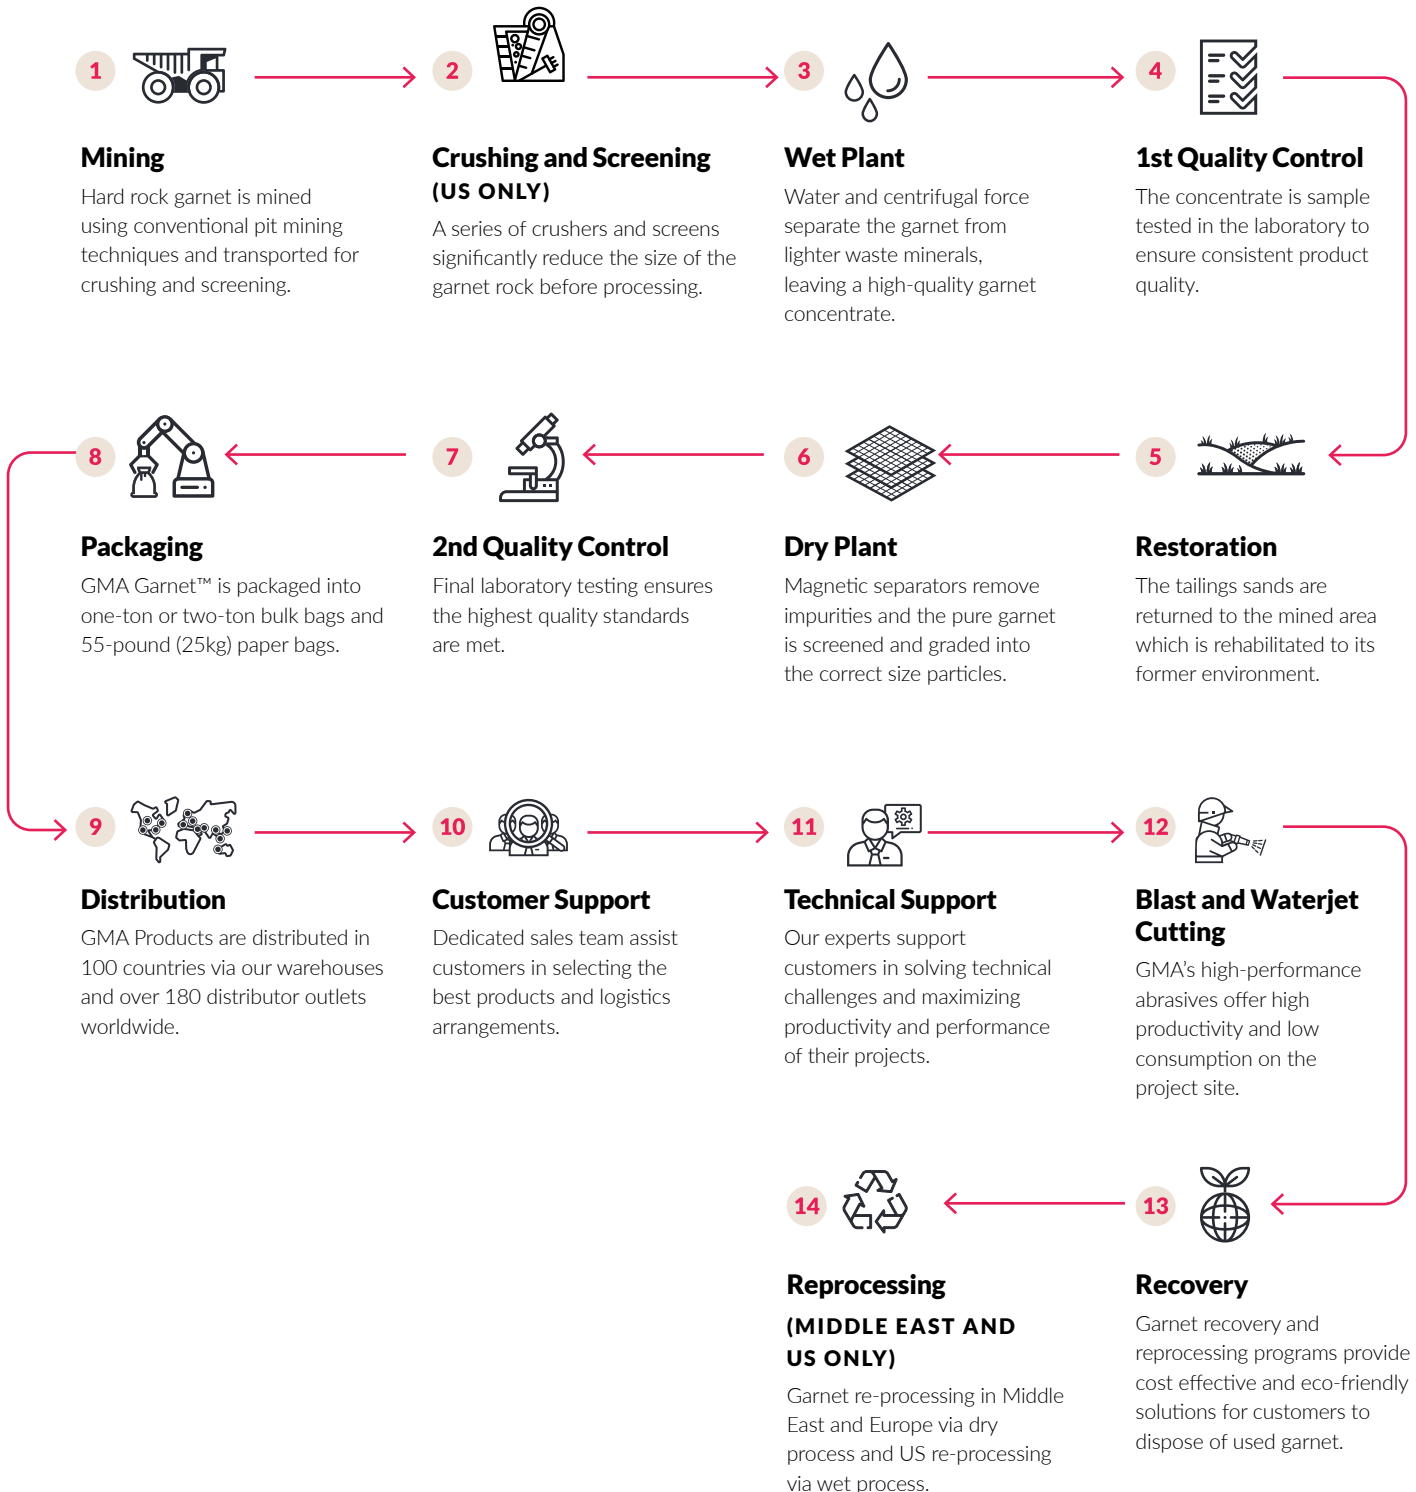 1
Mining
Hard rock garnet is mined
using conventional pit mining
techniques and transported for
crushing and screening.
2
Crushing and Screening
(US ONLY)
A series of crushers and screens
significantly reduce the size of the
garnet rock before processing.
3
Wet Plant
Water and centrifugal force
separate the garnet from
lighter waste minerals,
leaving a high-quality garnet
concentrate.
4
1st Quality Control
The concentrate is sample
tested in the laboratory to
ensure consistent product
quality.
5
Restoration
The tailings sands are
returned to the mined area
which is rehabilitated to its
former environment.
6
Dry Plant
Magnetic separators remove
impurities and the pure garnet
is screened and graded into
the correct size particles.
7
2nd Quality Control
Final laboratory testing ensures
the highest quality standards
are met.
8
Packaging
GMA Garnet™ is packaged into
one-ton or two-ton bulk bags and
55-pound (25kg) paper bags.
9
Distribution
GMA Products are distributed in
100 countries via our warehouses
and over 180 distributor outlets
worldwide.
10
Customer Support
Dedicated sales team assist
customers in selecting the
best products and logistics
arrangements.
11
Technical Support
Our experts support
customers in solving technical
challenges and maximizing
productivity and performance
of their projects.
12
Blast and Waterjet
Cutting
GMA's high-performance
abrasives offer high
productivity and low
consumption on the
project site.
13
Recovery
Garnet recovery and
reprocessing programs provide
cost effective and eco-friendly
solutions for customers to
dispose of used garnet.
14
Reprocessing
(MIDDLE EAST AND
US ONLY)
Garnet re-processing in Middle
East and Europe via dry
process and US re-processing
via wet process.